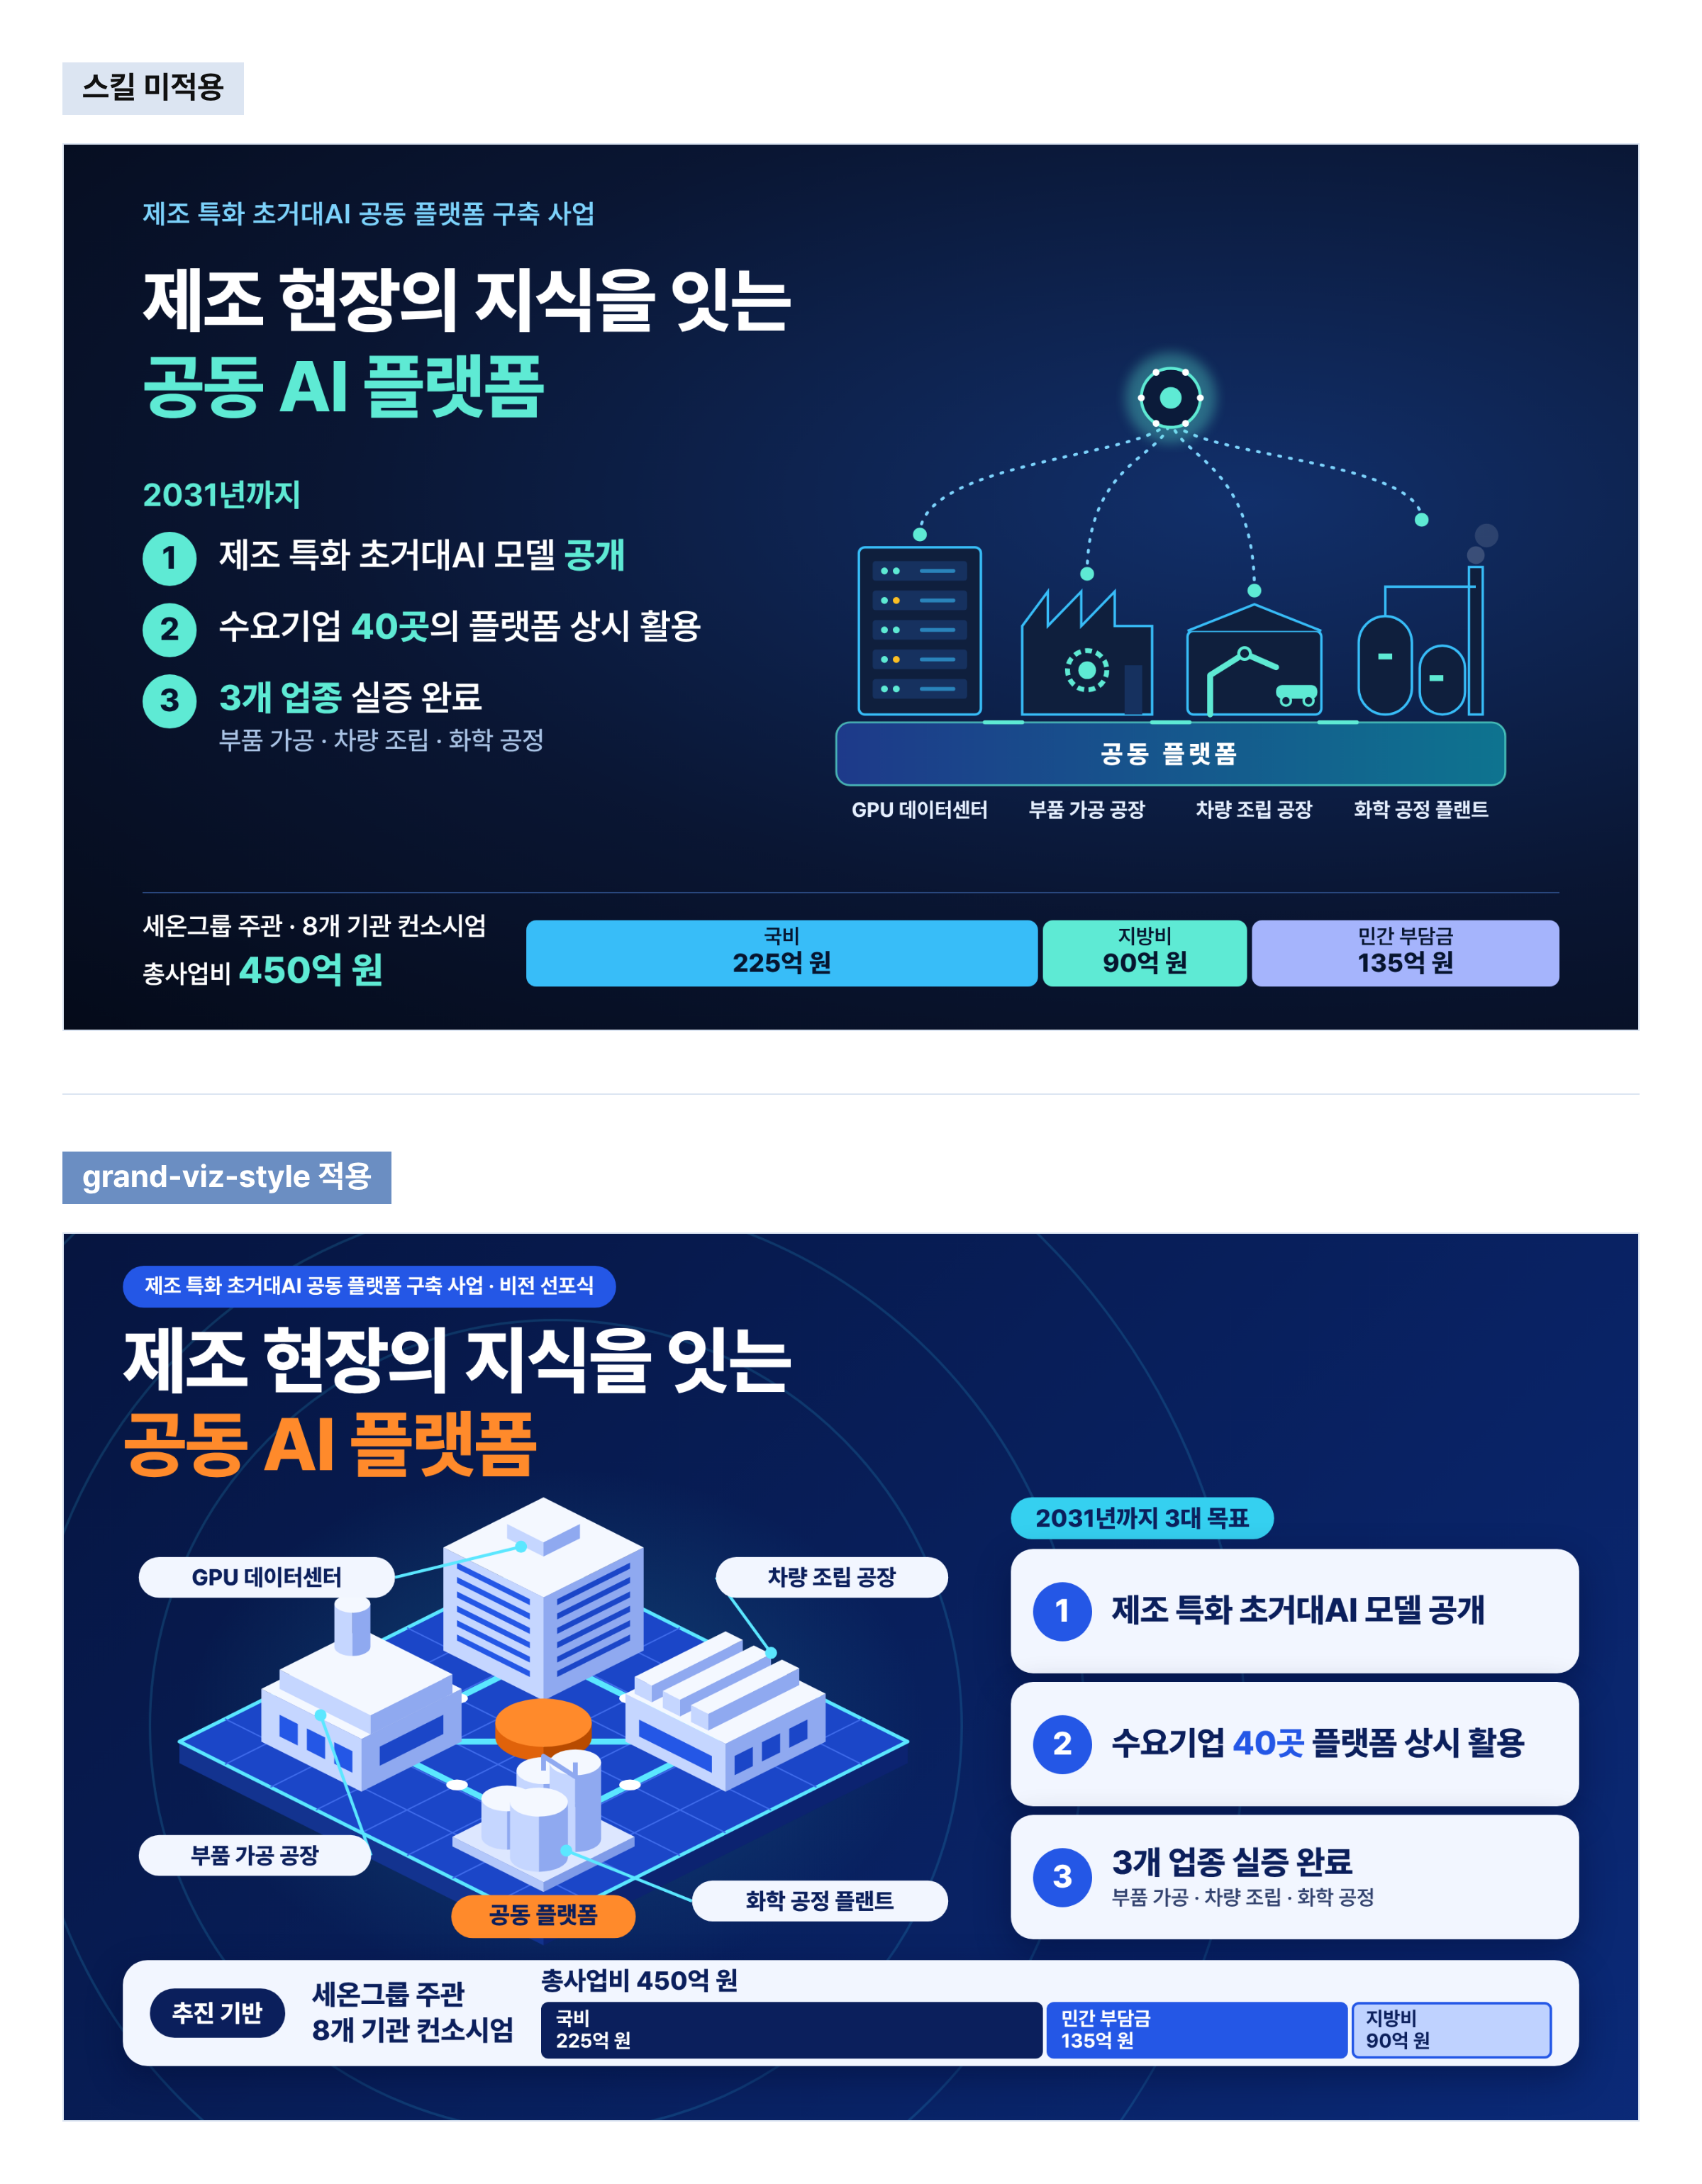 스킬 미적용
제조 특화 초거대AI 공동 플랫폼 구축 사업
제조 현장의 지식을 잇는
공동 AI 플랫폼
2031년까지
1 제조 특화 초거대AI 모델 공개
2 수요기업 40곳의 플랫폼 상시 활용
3 3개 업종 실증 완료
부품 가공 · 차량 조립 · 화학 공정
공동 플랫폼
GPU 데이터센터 부품 가공 공장 차량 조립 공장 화학 공정 플랜트
세온그룹 주관 · 8개 기관 컨소시엄
총사업비 450억 원
국비
225억 원
지방비
90억 원
민간 부담금
135억 원
grand-viz-style 적용
제조 특화 초거대AI 공동 플랫폼 구축 사업 · 비전 선포식
제조 현장의 지식을 잇는
공동 AI 플랫폼
GPU 데이터센터
차량 조립 공장
부품 가공 공장
화학 공정 플랜트
공동 플랫폼
2031년까지 3대 목표
1 제조 특화 초거대AI 모델 공개
2 수요기업 40곳 플랫폼 상시 활용
3 3개 업종 실증 완료
부품 가공 · 차량 조립 · 화학 공정
추진 기반
세온그룹 주관
8개 기관 컨소시엄
총사업비 450억 원
국비
225억 원
민간 부담금
135억 원
지방비
90억 원